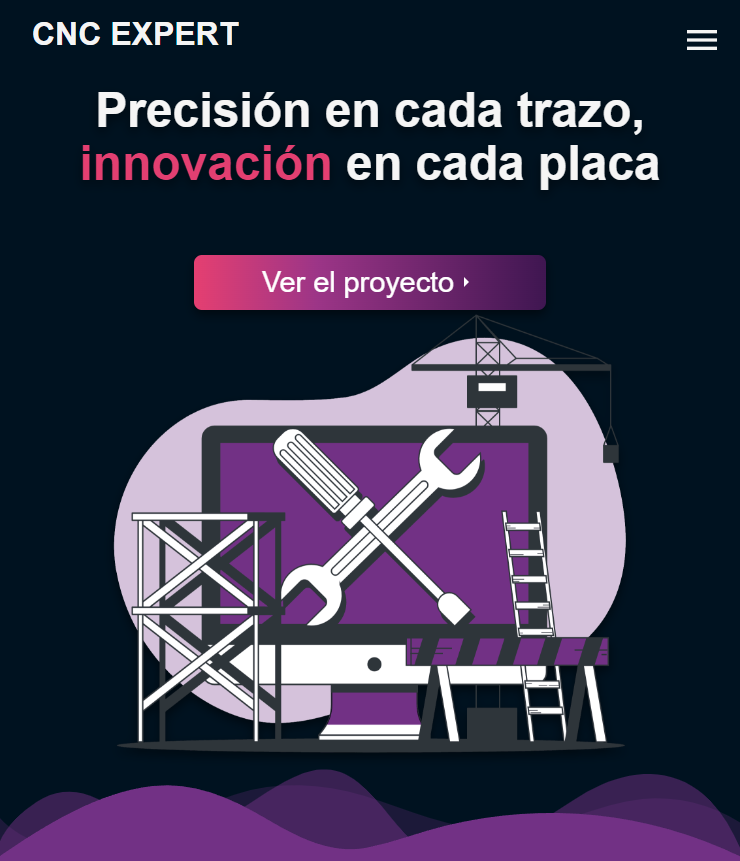 CNC EXPERT
Precisión en cada trazo,
innovación en cada placa
Ver el proyecto